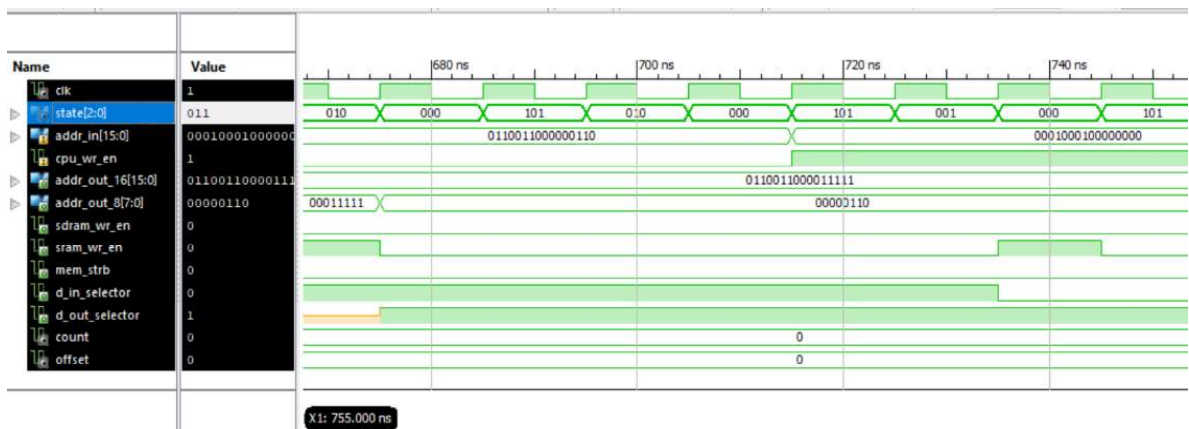 680 ns 700 ns 720 ns 740 ns
Name Value
clk 1
state[2:0] 011 010 000 101 010 000 101 001 000 101
addr_in[15:0] 00010001000000 0110011000000110 0001000100000000
cpu_wr_en 1
addr_out_16[15:0] 01100110000111 0110011000011111
addr_out_8[7:0] 00000110 00011111 00000110
sdram_wr_en 0
sram_wr_en 0
mem_strb 0
d_in_selector 0
d_out_selector 1
count 0 0
offset 0 0
X1: 755.000 ns